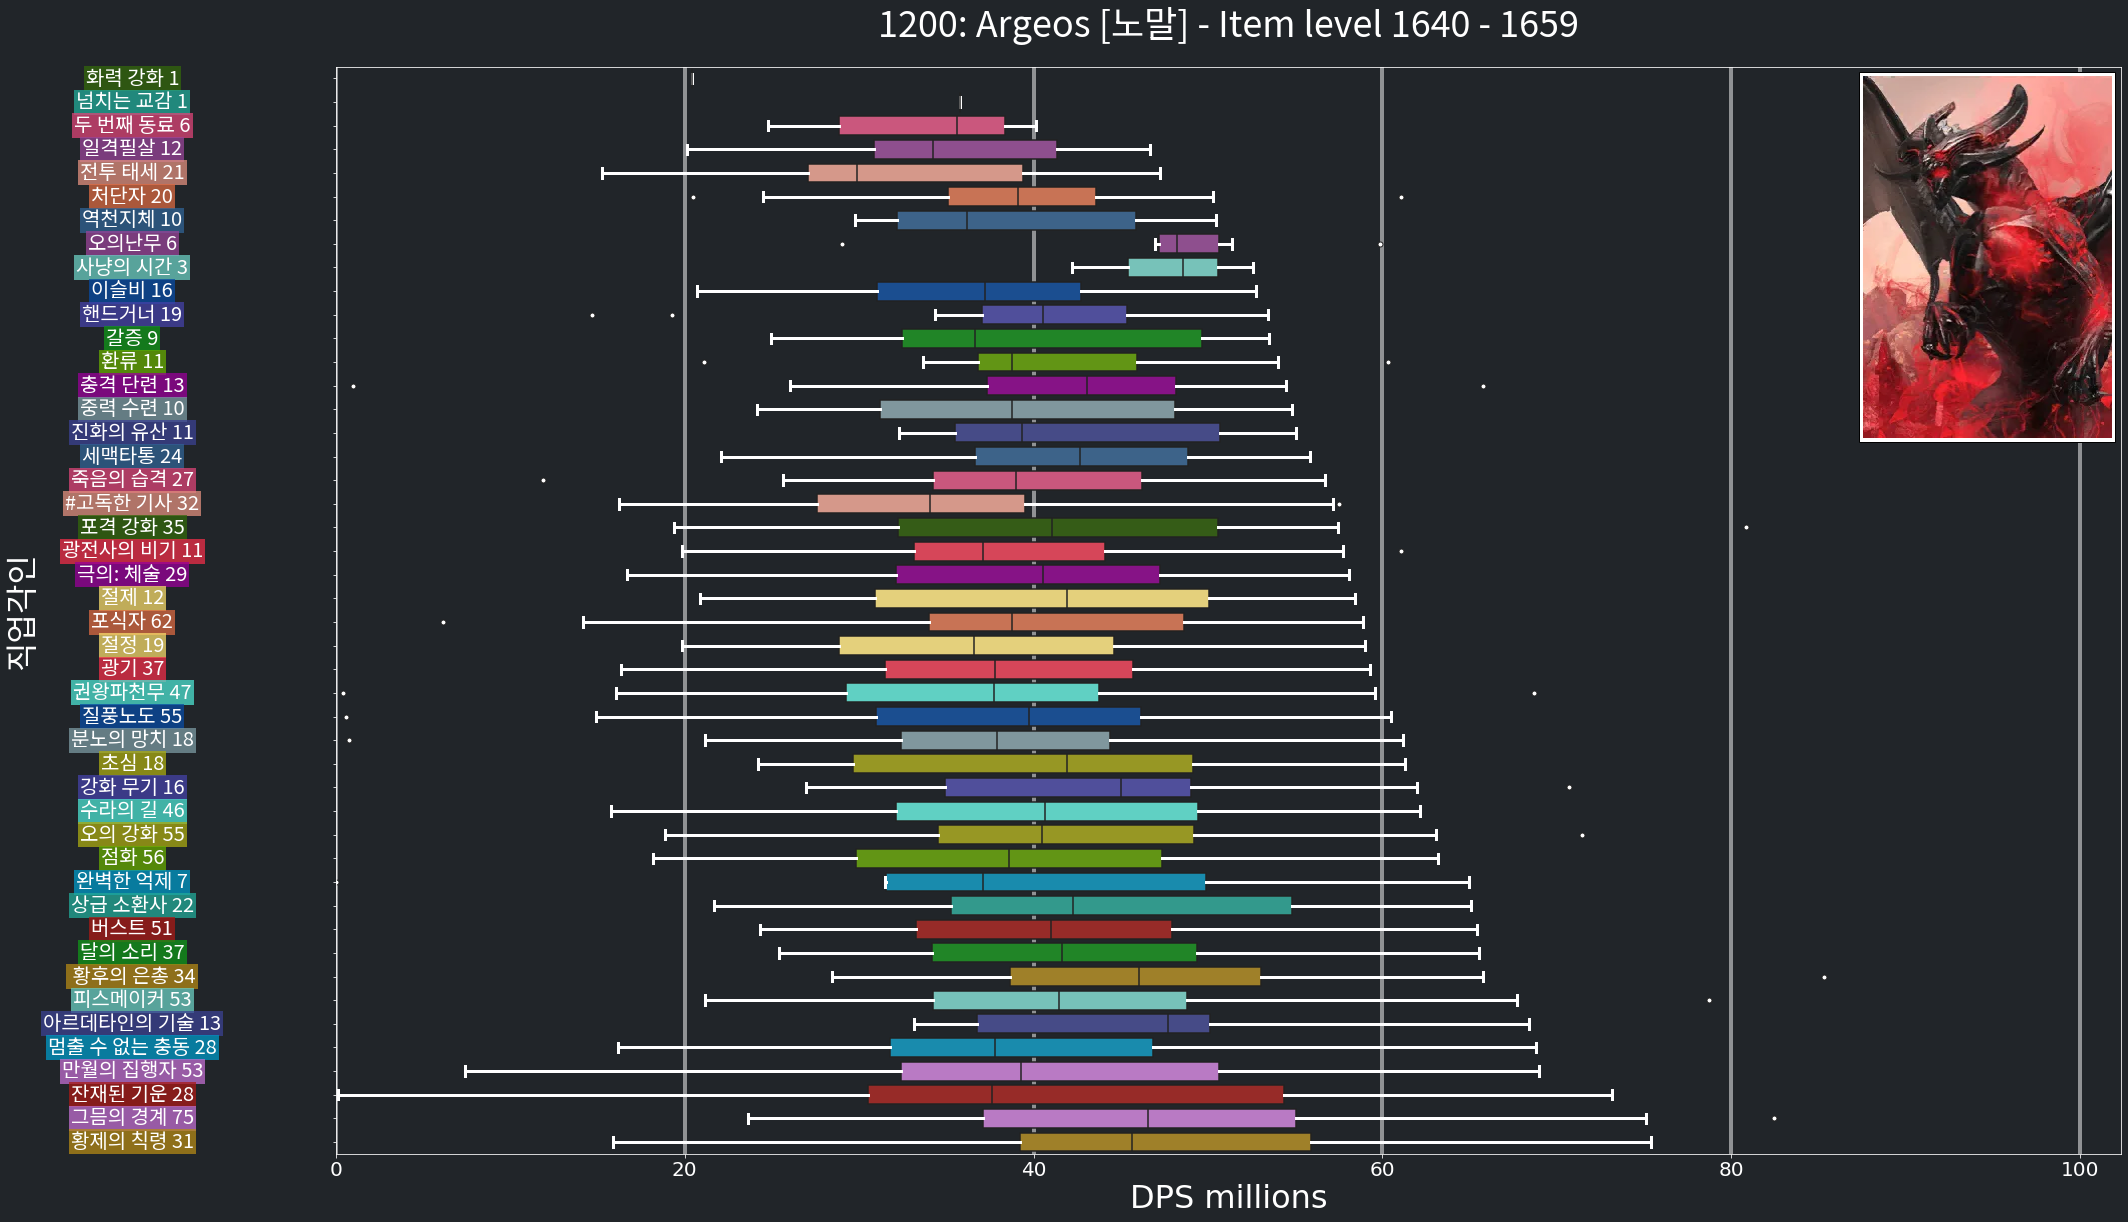 1200: Argeos [노말] - Item level 1640 - 1659
직업각인
화력 강화 1
넘치는 교감 1
두 번째 동료 6
일격필살 12
전투 태세 21
처단자 20
역천지체 10
오의난무 6
사냥의 시간 3
이슬비 16
핸드거너 19
갈증 9
환류 11
충격 단련 13
중력 수련 10
진화의 유산 11
세맥타통 24
죽음의 습격 27
#고독한 기사 32
포격 강화 35
광전사의 비기 11
극의: 체술 29
절제 12
포식자 62
절정 19
광기 37
권왕파천무 47
질풍노도 55
분노의 망치 18
초심 18
강화 무기 16
수라의 길 46
오의 강화 55
점화 56
완벽한 억제 7
상급 소환사 22
버스트 51
달의 소리 37
황후의 은총 34
피스메이커 53
아르데타인의 기술 13
멈출 수 없는 충동 28
만월의 집행자 53
잔재된 기운 28
그믐의 경계 75
황제의 칙령 31
0 20 40 60 80 100
DPS millions